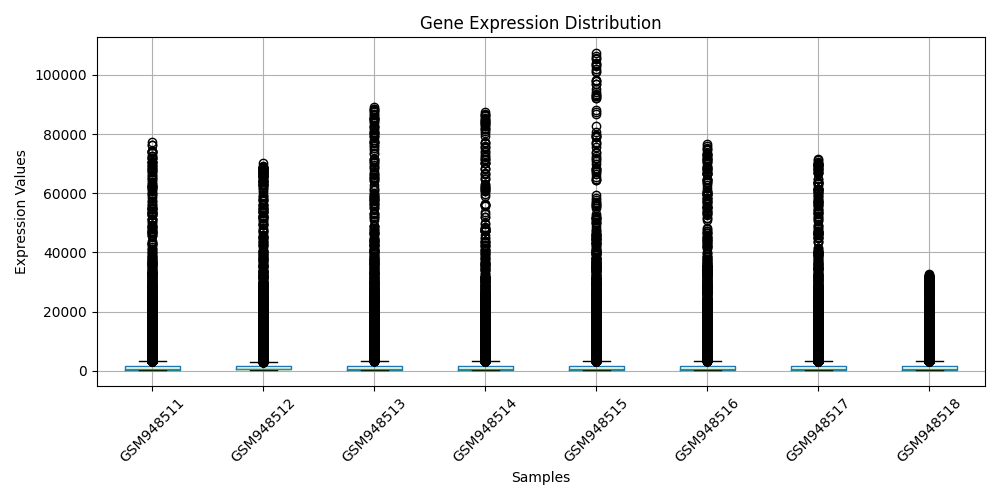 Gene Expression Distribution
Expression Values
100000
80000
60000
40000
20000
0
GSM948511
GSM948512
GSM948513
GSM948514
GSM948515
GSM948516
GSM948517
GSM948518
Samples